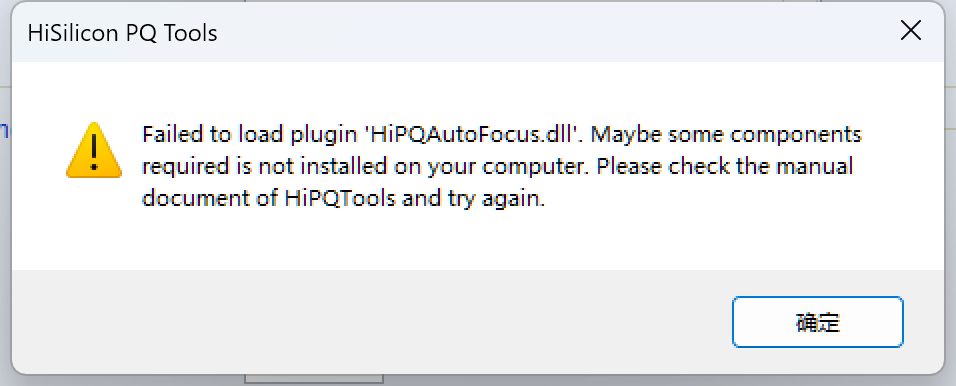 HiSilicon PQ Tools
Failed to load plugin 'HiPQAutoFocus.dll'. Maybe some components
required is not installed on your computer. Please check the manual
document of HiPQTools and try again.
确定